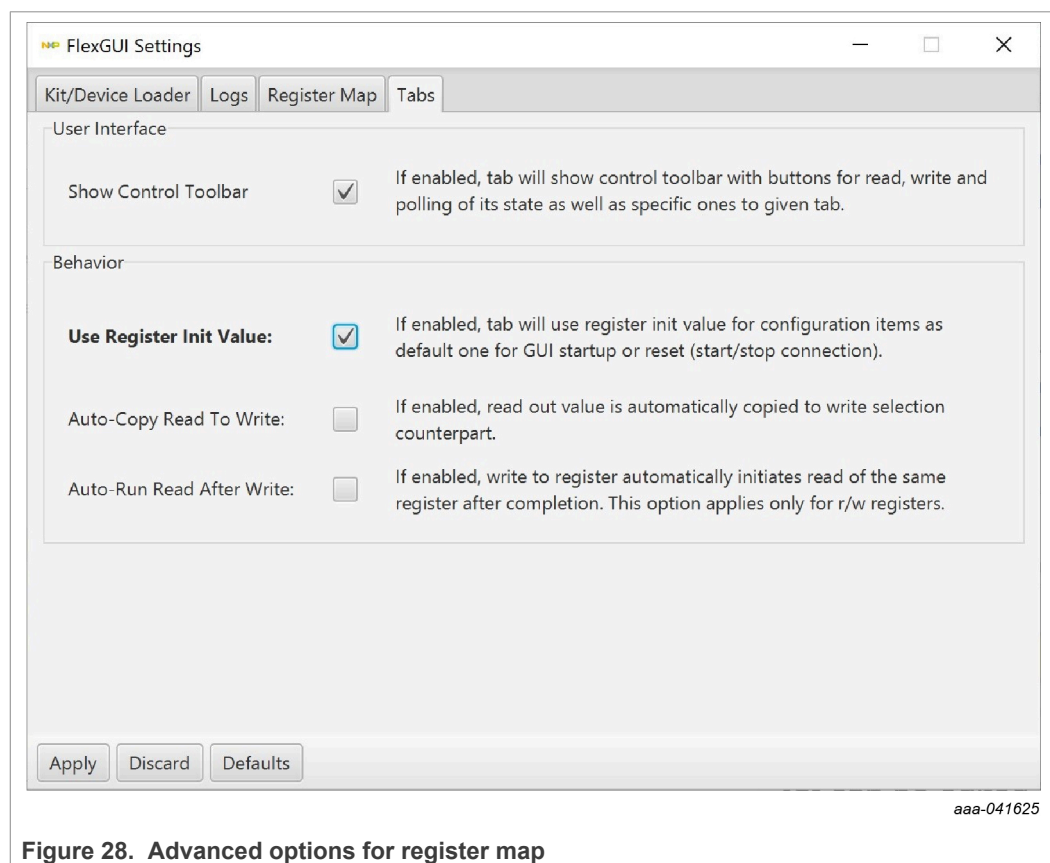 NXP FlexGUI Settings
Kit/Device Loader Logs Register Map Tabs
User Interface
Show Control Toolbar
If enabled, tab will show control toolbar with buttons for read, write and
polling of its state as well as specific ones to given tab.
Behavior
Use Register Init Value:
If enabled, tab will use register init value for configuration items as
default one for GUI startup or reset (start/stop connection).
Auto-Copy Read To Write:
If enabled, read out value is automatically copied to write selection
counterpart.
Auto-Run Read After Write:
If enabled, write to register automatically initiates read of the same
register after completion. This option applies only for r/w registers.
Apply Discard Defaults
aaa-041625
Figure 28. Advanced options for register map